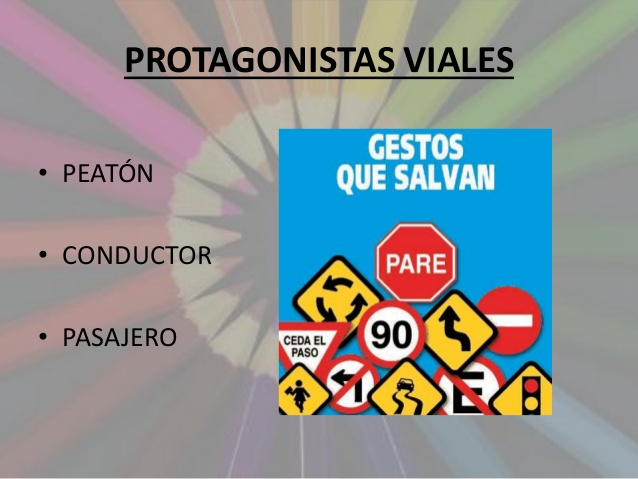 PROTAGONISTAS VIALES
• PEATÓN
• CONDUCTOR
• PASAJERO
GESTOS
QUE SALVAN
PARE
90
CEDA EL
PASO
E